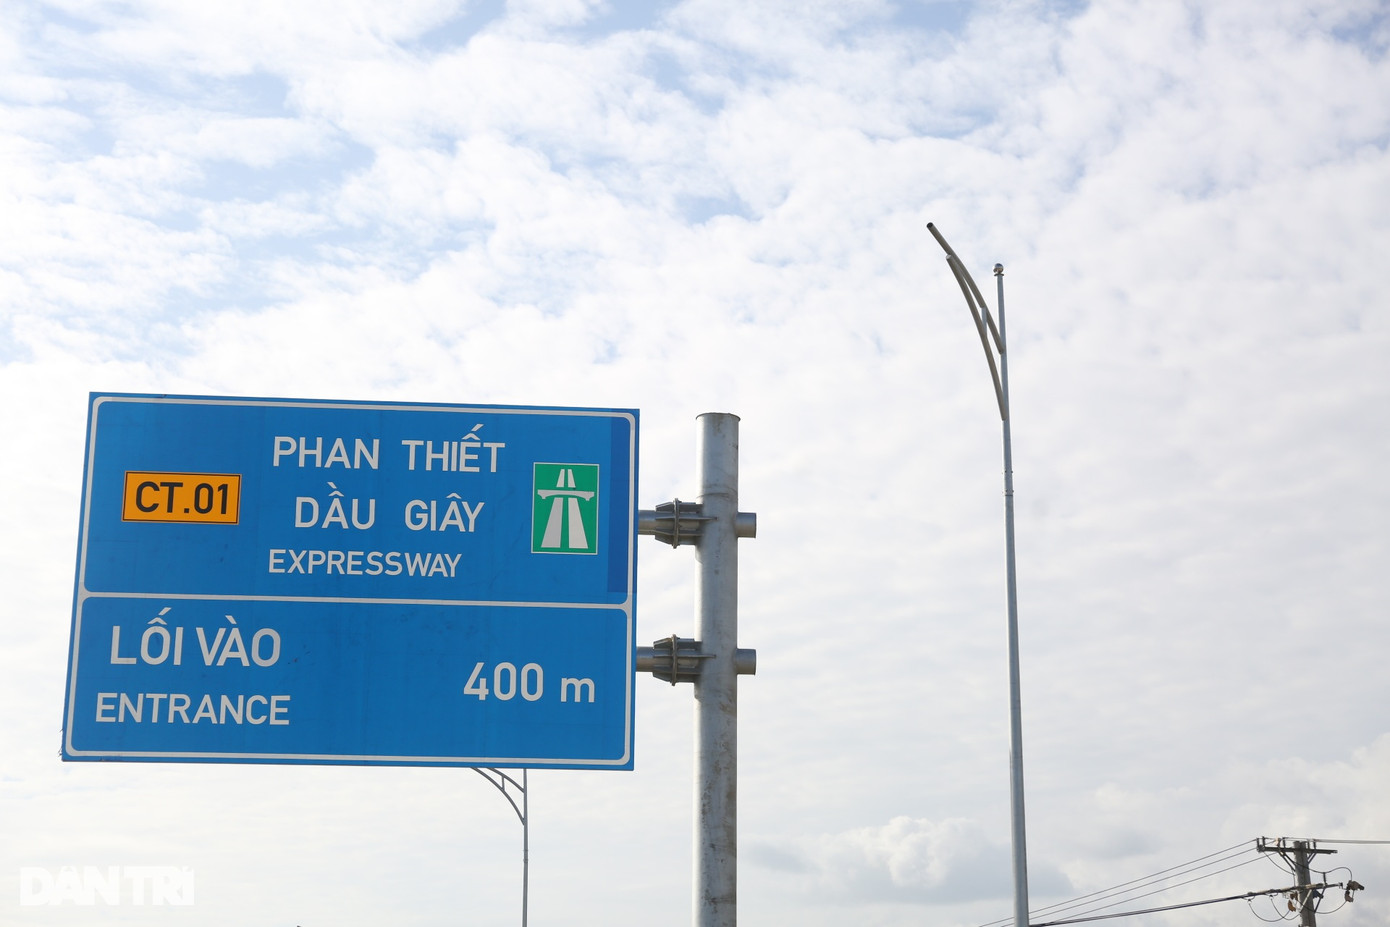 PHAN THIẾT
CT.01
DẦU GIÂY
EXPRESSWAY
LỐI VÀO
400 m
ENTRANCE
DÂN TRÍ